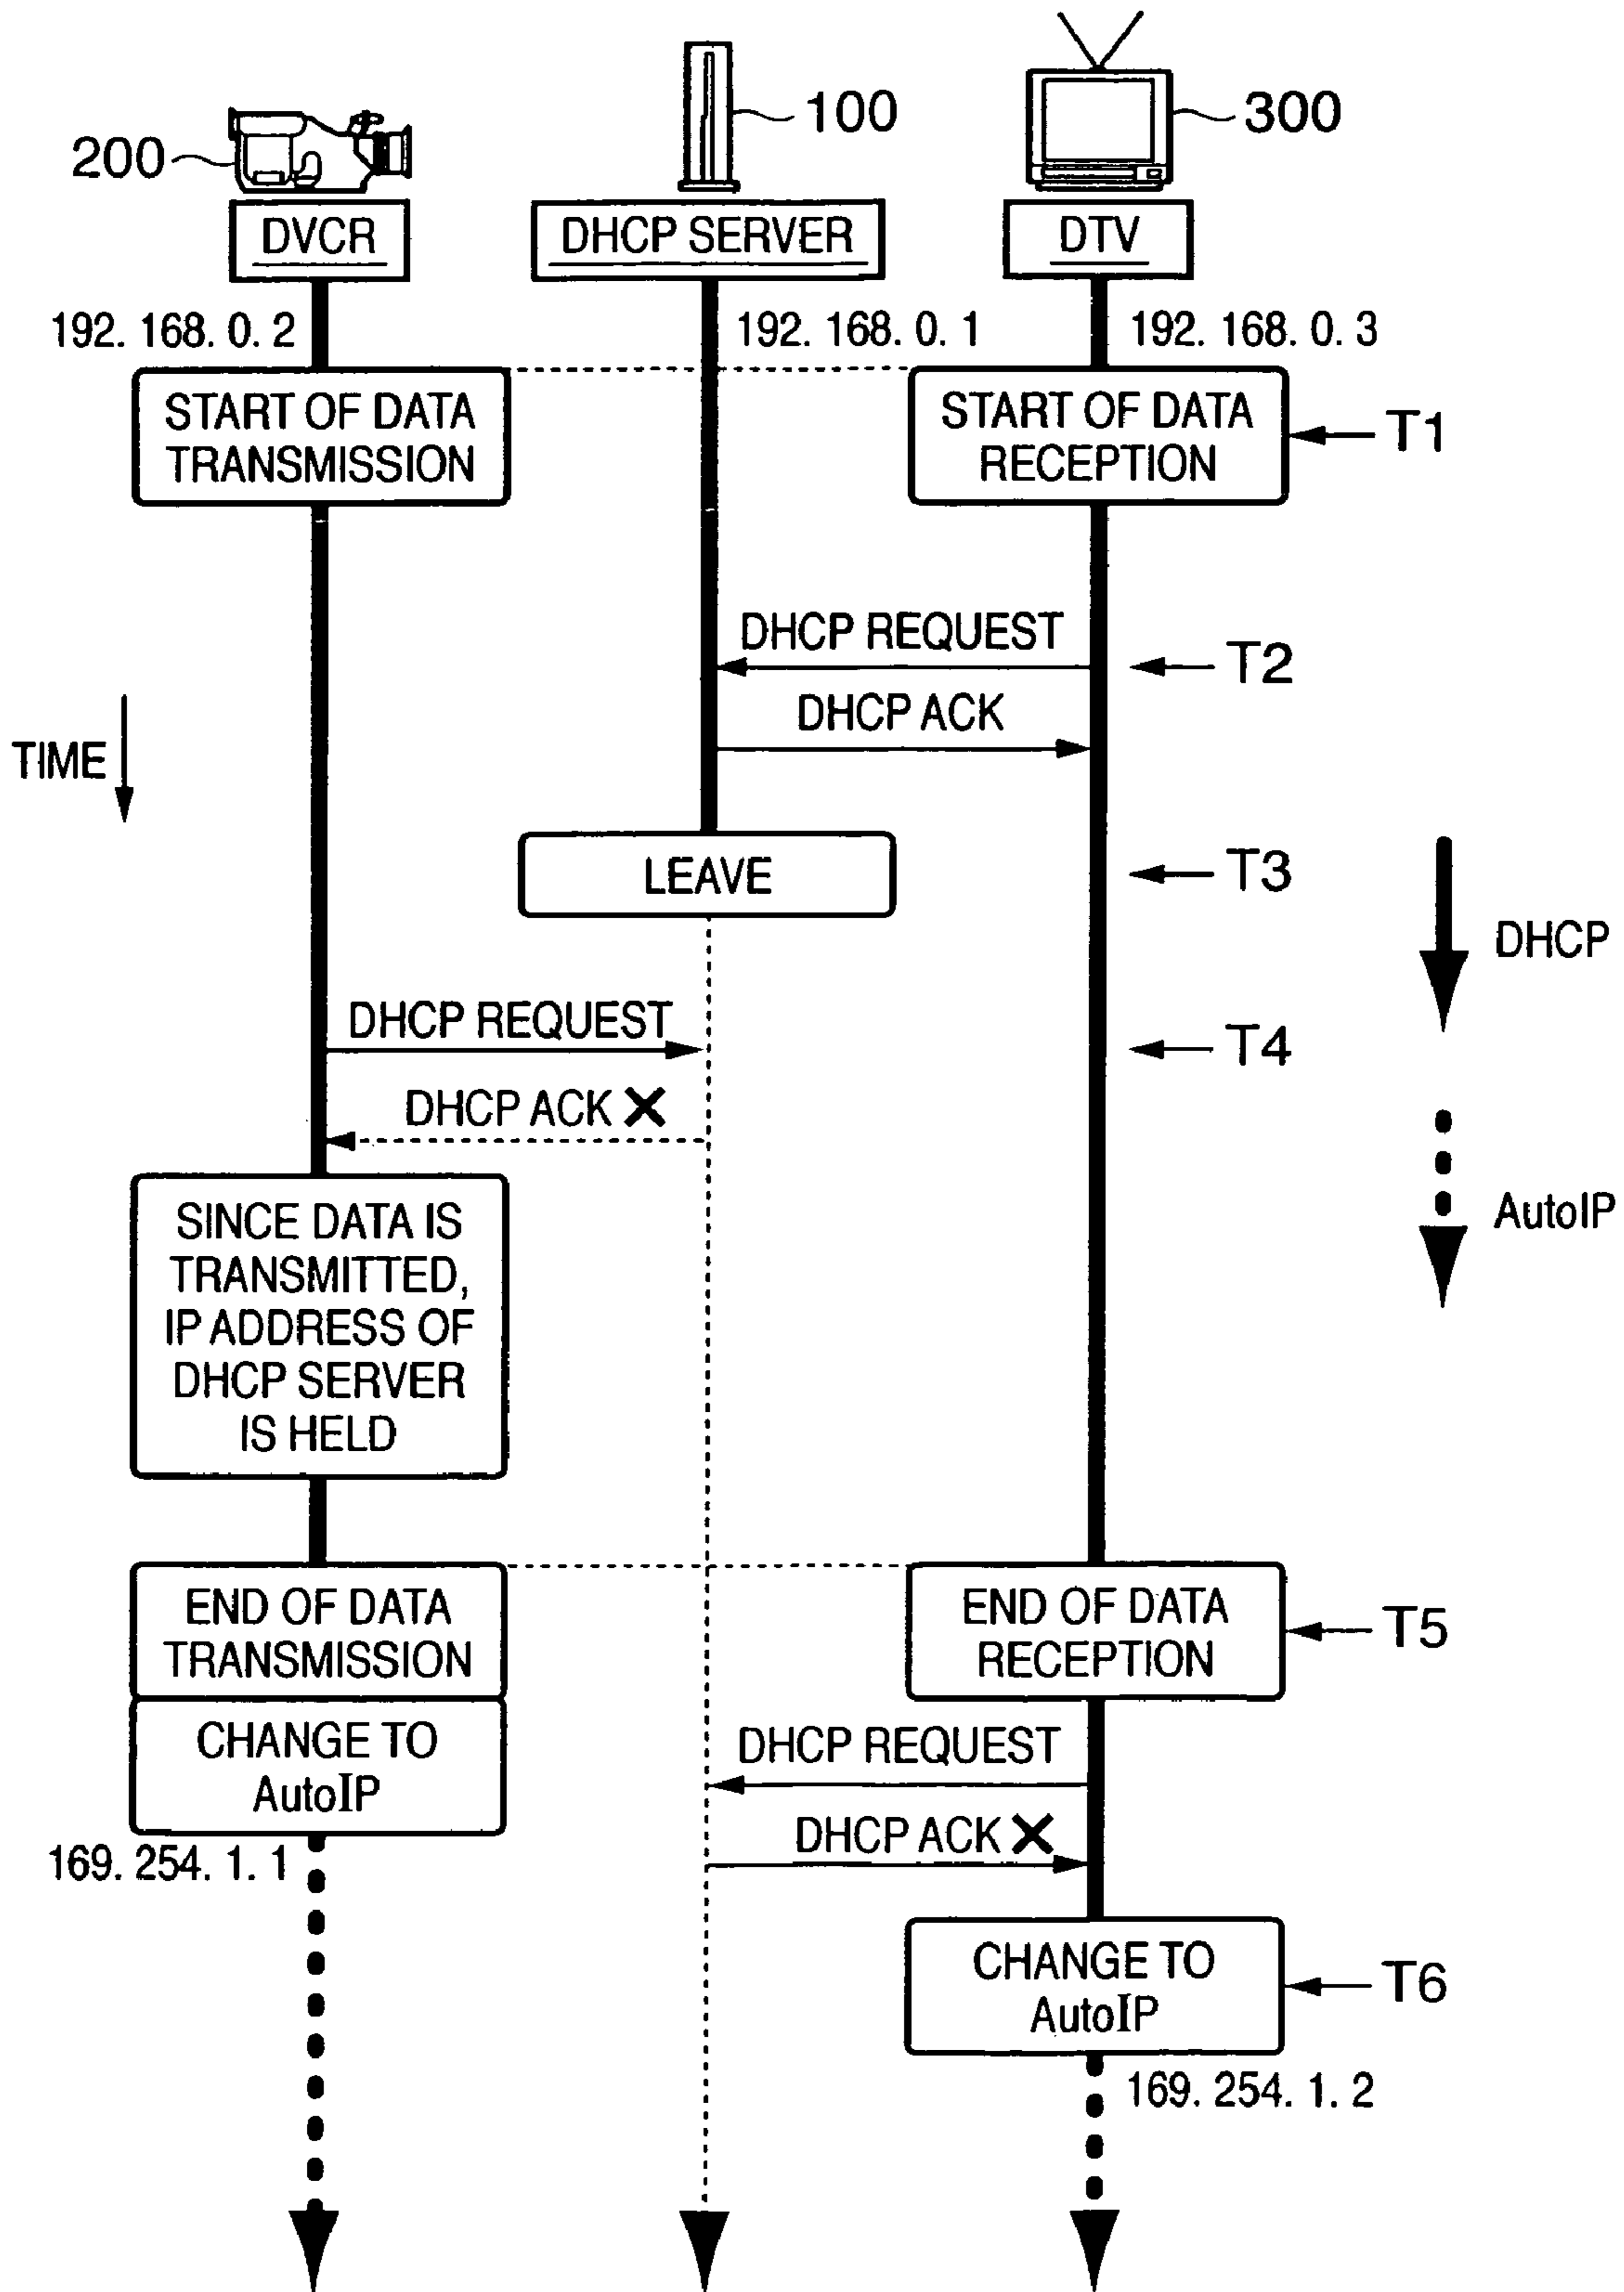 200
100
300
DVCR
DHCP SERVER
DTV
192. 168. 0. 2
192. 168. 0. 1
192. 168. 0. 3
START OF DATA
TRANSMISSION
START OF DATA
RECEPTION
T1
DHCP REQUEST
T2
DHCP ACK
TIME
LEAVE
T3
DHCP
DHCP REQUEST
T4
DHCP ACK ×
AutoIP
SINCE DATA IS
TRANSMITTED,
IP ADDRESS OF
DHCP SERVER
IS HELD
END OF DATA
TRANSMISSION
END OF DATA
RECEPTION
T5
CHANGE TO
AutoIP
DHCP REQUEST
DHCP ACK ×
169. 254. 1. 1
CHANGE TO
AutoIP
T6
169. 254. 1. 2